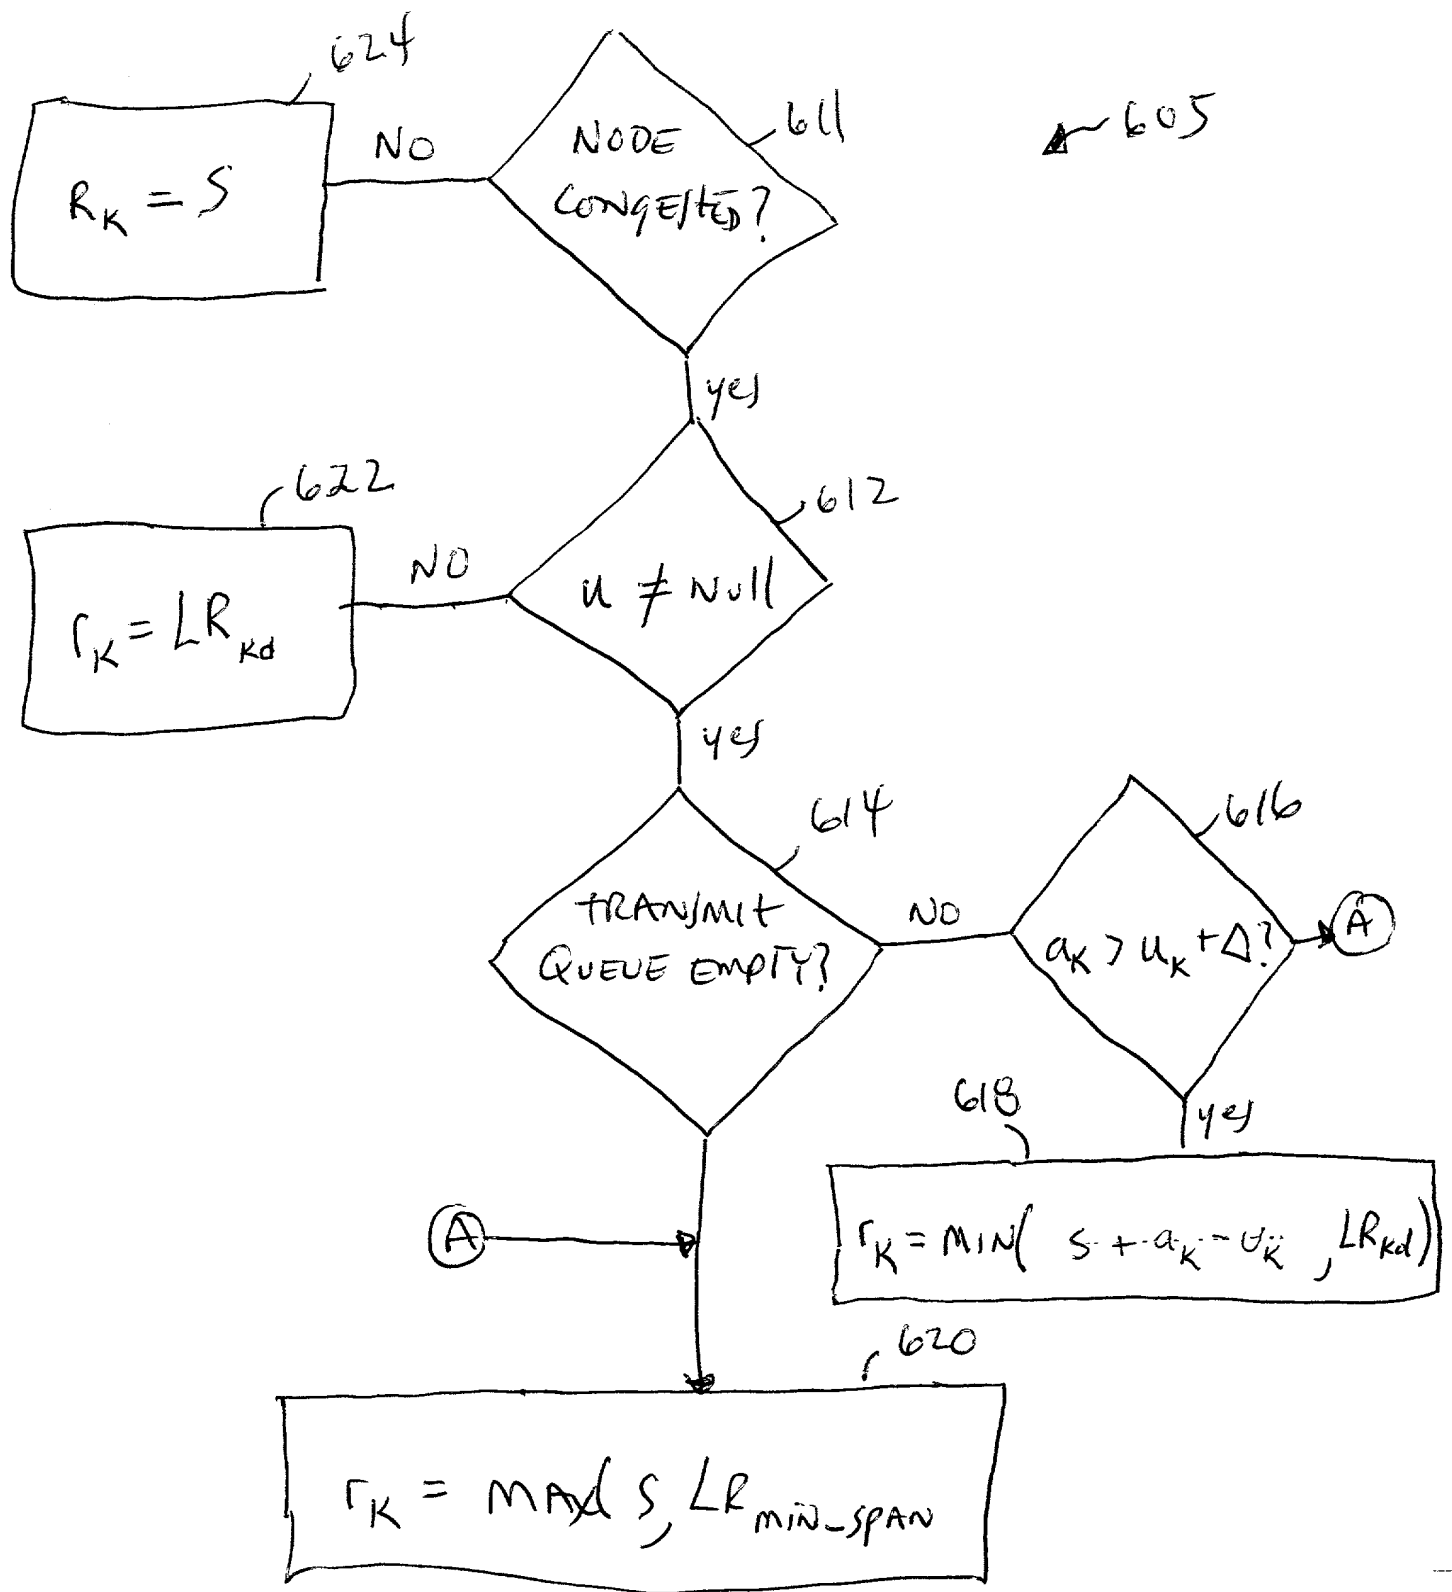 624
611
605
NO
NODE
CONGESTED?
R_K = S
yes
622
612
NO
u ≠ Null
r_K = LR_Kd
yes
614
616
TRANSMIT
QUEUE EMPTY?
NO
a_K > u_K + Δ?
A
618
yes
A
r_K = MIN( S + a_K - u_K , LR_Kd)
620
r_K = MAX( S, LR_MIN_SPAN